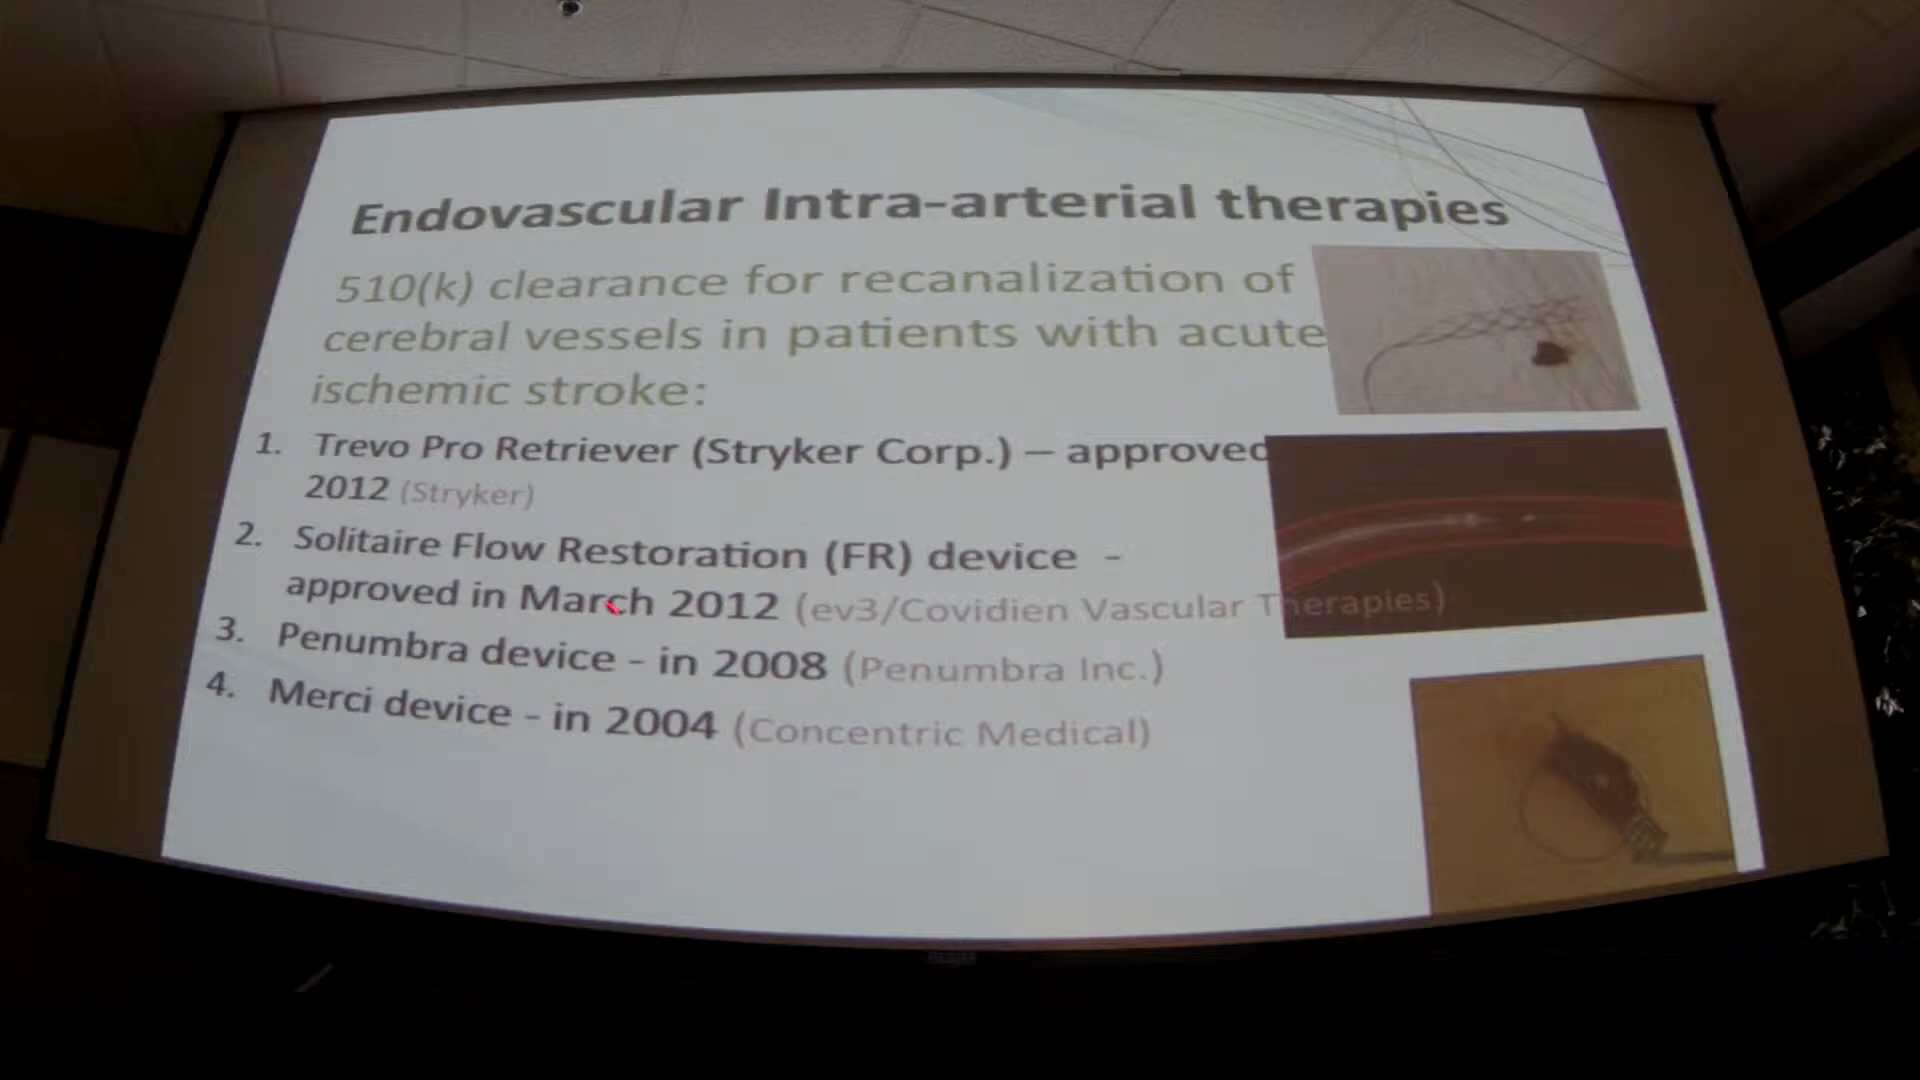 Endovascular Intra-arterial therapies
510(k) clearance for recanalization of
cerebral vessels in patients with acute
ischemic stroke:
1. Trevo Pro Retriever (Stryker Corp.) – approved
2012 (Stryker)
2. Solitaire Flow Restoration (FR) device -
approved in March 2012 (ev3/Covidien Vascular Therapies)
3. Penumbra device - in 2008 (Penumbra Inc.)
4. Merci device - in 2004 (Concentric Medical)